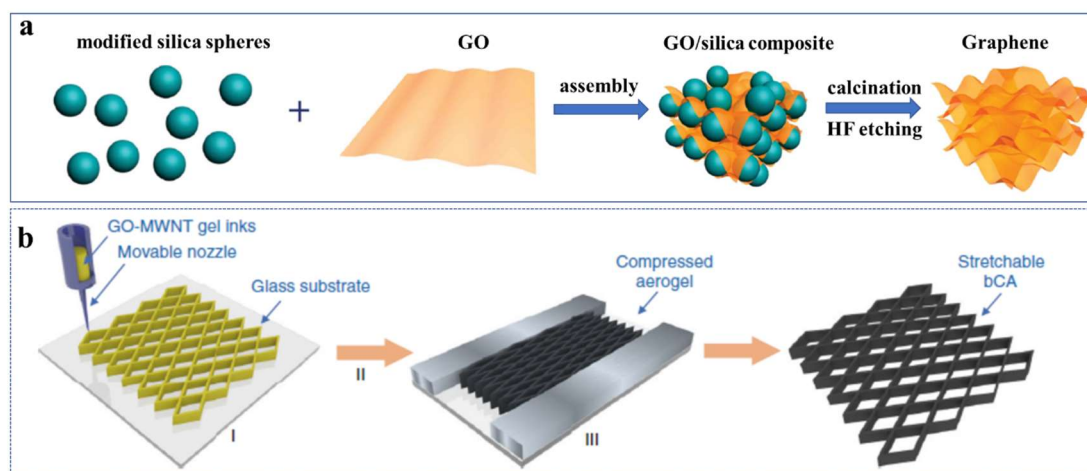 a
modified silica spheres
GO
GO/silica composite
Graphene
+
assembly
calcination
HF etching
b
GO-MWNT gel inks
Movable nozzle
Glass substrate
Compressed
aerogel
Stretchable
bCA
I
II
III